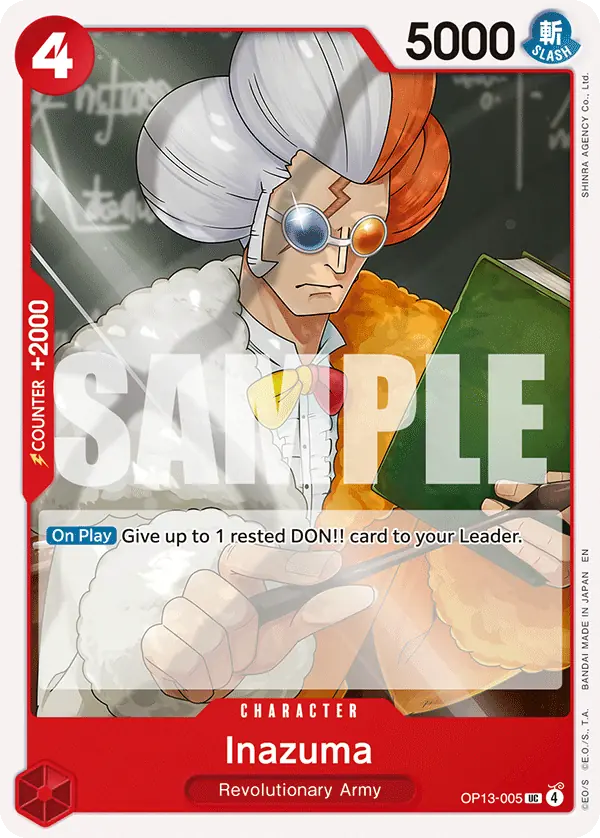 4
5000
斬
SLASH
SHINRA AGENCY Co., Ltd.
COUNTER +2000
SAMPLE
On Play Give up to 1 rested DON!! card to your Leader.
CHARACTER
Inazuma
Revolutionary Army
OP13-005 UC 4
©E.O/S ©E.O./S., T.A. BANDAI MADE IN JAPAN EN